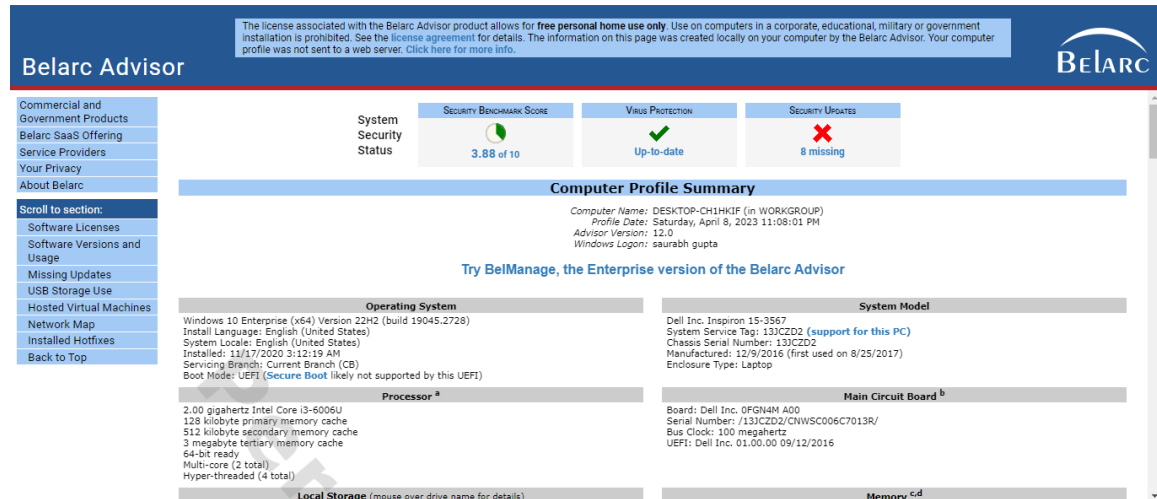 The license associated with the Belarc Advisor product allows for free personal home use only. Use on computers in a corporate, educational, military or government
installation is prohibited. See the license agreement for details. The information on this page was created locally on your computer by the Belarc Advisor. Your computer
profile was not sent to a web server. Click here for more info.
Belarc Advisor
BELARC
Commercial and
Government Products
Belarc SaaS Offering
Service Providers
Your Privacy
About Belarc
Scroll to section:
Software Licenses
Software Versions and
Usage
Missing Updates
USB Storage Use
Hosted Virtual Machines
Network Map
Installed Hotfixes
Back to Top
System
Security
Status
Security Benchmark Score
3.88 of 10
Virus Protection
Up-to-date
Security Updates
8 missing
Computer Profile Summary
Computer Name: DESKTOP-CH1HKIF (in WORKGROUP)
Profile Date: Saturday, April 8, 2023 11:08:01 PM
Advisor Version: 12.0
Windows Logon: saurabh gupta
Try BelManage, the Enterprise version of the Belarc Advisor
Operating System
Windows 10 Enterprise (x64) Version 22H2 (build 19045.2728)
Install Language: English (United States)
System Locale: English (United States)
Installed: 11/17/2020 3:12:19 AM
Servicing Branch: Current Branch (CB)
Boot Mode: UEFI (Secure Boot likely not supported by this UEFI)
System Model
Dell Inc. Inspiron 15-3567
System Service Tag: 13JCZD2 (support for this PC)
Chassis Serial Number: 13JCZD2
Manufactured: 12/9/2016 (first used on 8/25/2017)
Enclosure Type: Laptop
Processor a
2.00 gigahertz Intel Core i3-6006U
128 kilobyte primary memory cache
512 kilobyte secondary memory cache
3 megabyte tertiary memory cache
64-bit ready
Multi-core (2 total)
Hyper-threaded (4 total)
Main Circuit Board b
Board: Dell Inc. 0FGN4M A00
Serial Number: /13JCZD2/CNWSC006C7013R/
Bus Clock: 100 megahertz
UEFI: Dell Inc. 01.00.00 09/12/2016
Local Storage (mouse over drive name for details)
Memory c,d
Per